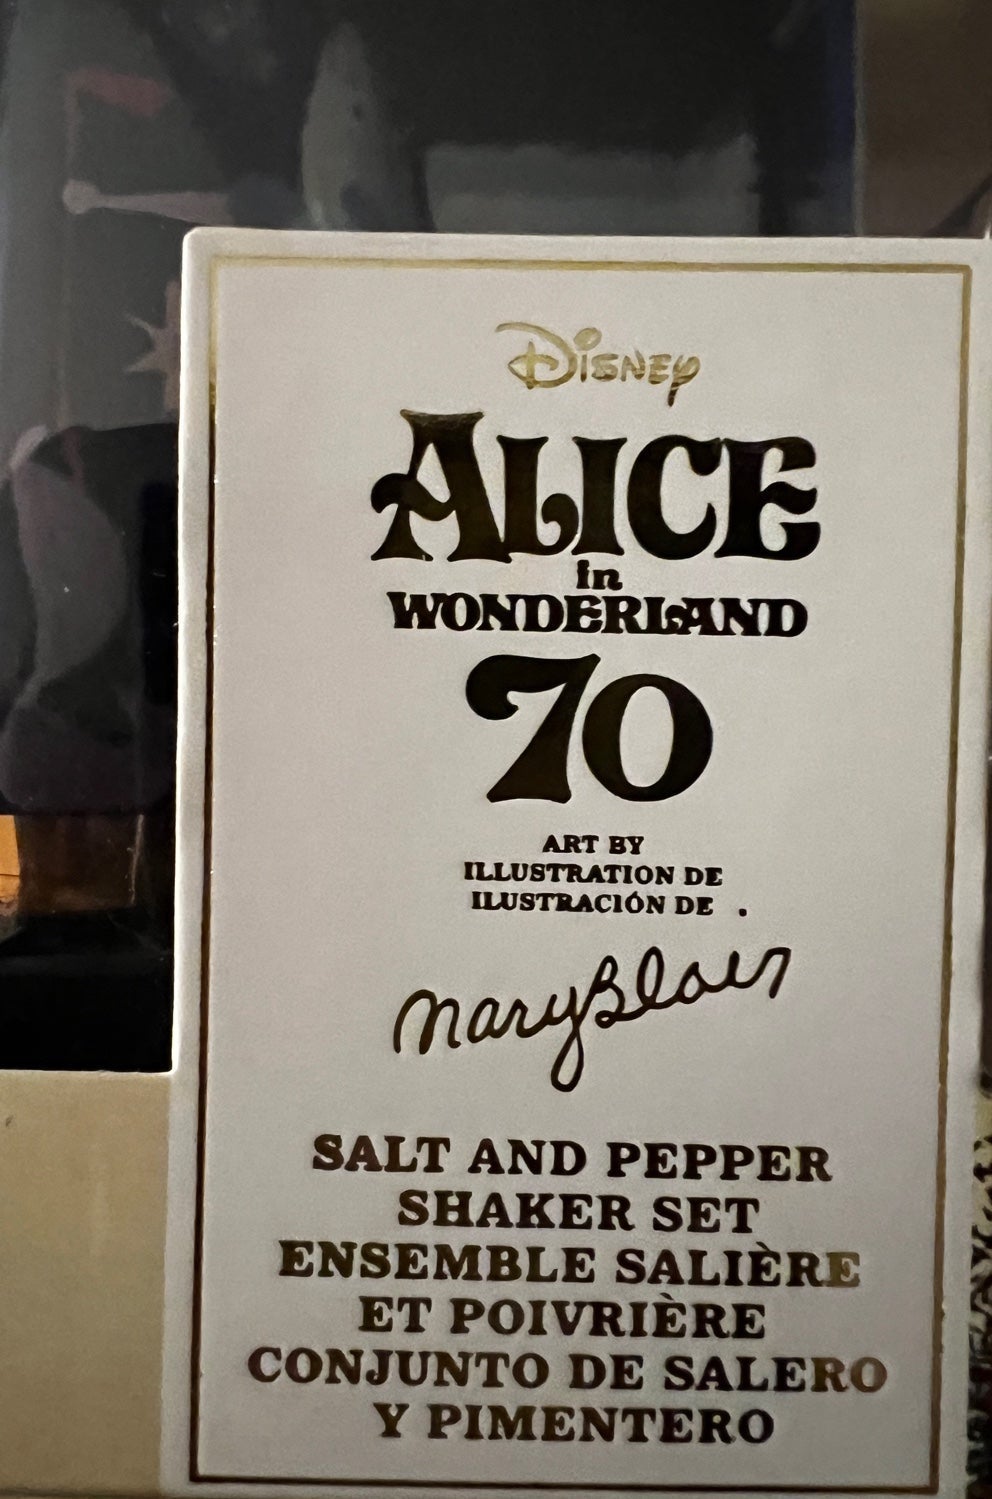 Disney
ALICE
in
WONDERLAND
70
ART BY
ILLUSTRATION DE
ILUSTRACIÓN DE .
Mary Blair
SALT AND PEPPER
SHAKER SET
ENSEMBLE SALIÈRE
ET POIVRIÈRE
CONJUNTO DE SALERO
Y PIMENTERO